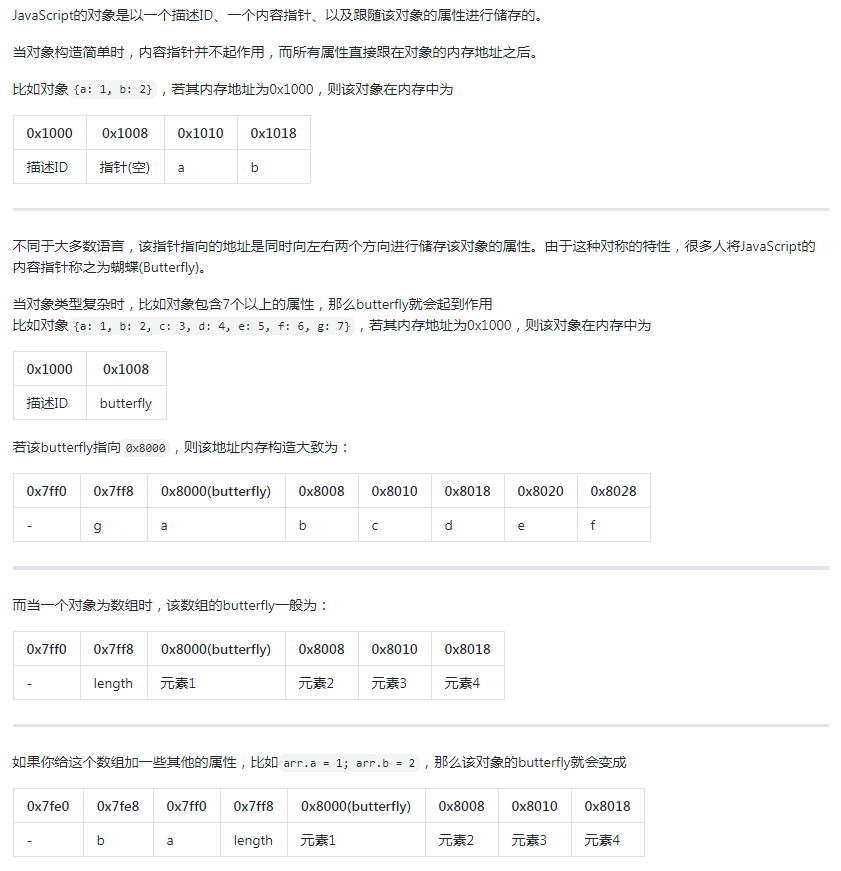 JavaScript的对象是以一个描述ID、一个内容指针、以及跟随该对象的属性进行储存的。
当对象构造简单时，内容指针并不起作用，而所有属性直接跟在对象的内存地址之后。
比如对象 {a: 1, b: 2} ，若其内存地址为0x1000，则该对象在内存中为
0x1000 0x1008 0x1010 0x1018
描述ID 指针(空) a b
不同于大多数语言，该指针指向的地址是同时向左右两个方向进行储存该对象的属性。由于这种对称的特性，很多人将JavaScript的
内容指针称之为蝴蝶(Butterfly)。
当对象类型复杂时，比如对象包含7个以上的属性，那么butterfly就会起到作用
比如对象 {a: 1, b: 2, c: 3, d: 4, e: 5, f: 6, g: 7} ，若其内存地址为0x1000，则该对象在内存中为
0x1000 0x1008
描述ID butterfly
若该butterfly指向 0x8000 ，则该地址内存构造大致为：
0x7ff0 0x7ff8 0x8000(butterfly) 0x8008 0x8010 0x8018 0x8020 0x8028
- g a b c d e f
而当一个对象为数组时，该数组的butterfly一般为：
0x7ff0 0x7ff8 0x8000(butterfly) 0x8008 0x8010 0x8018
- length 元素1 元素2 元素3 元素4
如果你给这个数组加一些其他的属性，比如 arr.a = 1; arr.b = 2 ，那么该对象的butterfly就会变成
0x7fe0 0x7fe8 0x7ff0 0x7ff8 0x8000(butterfly) 0x8008 0x8010 0x8018
- b a length 元素1 元素2 元素3 元素4